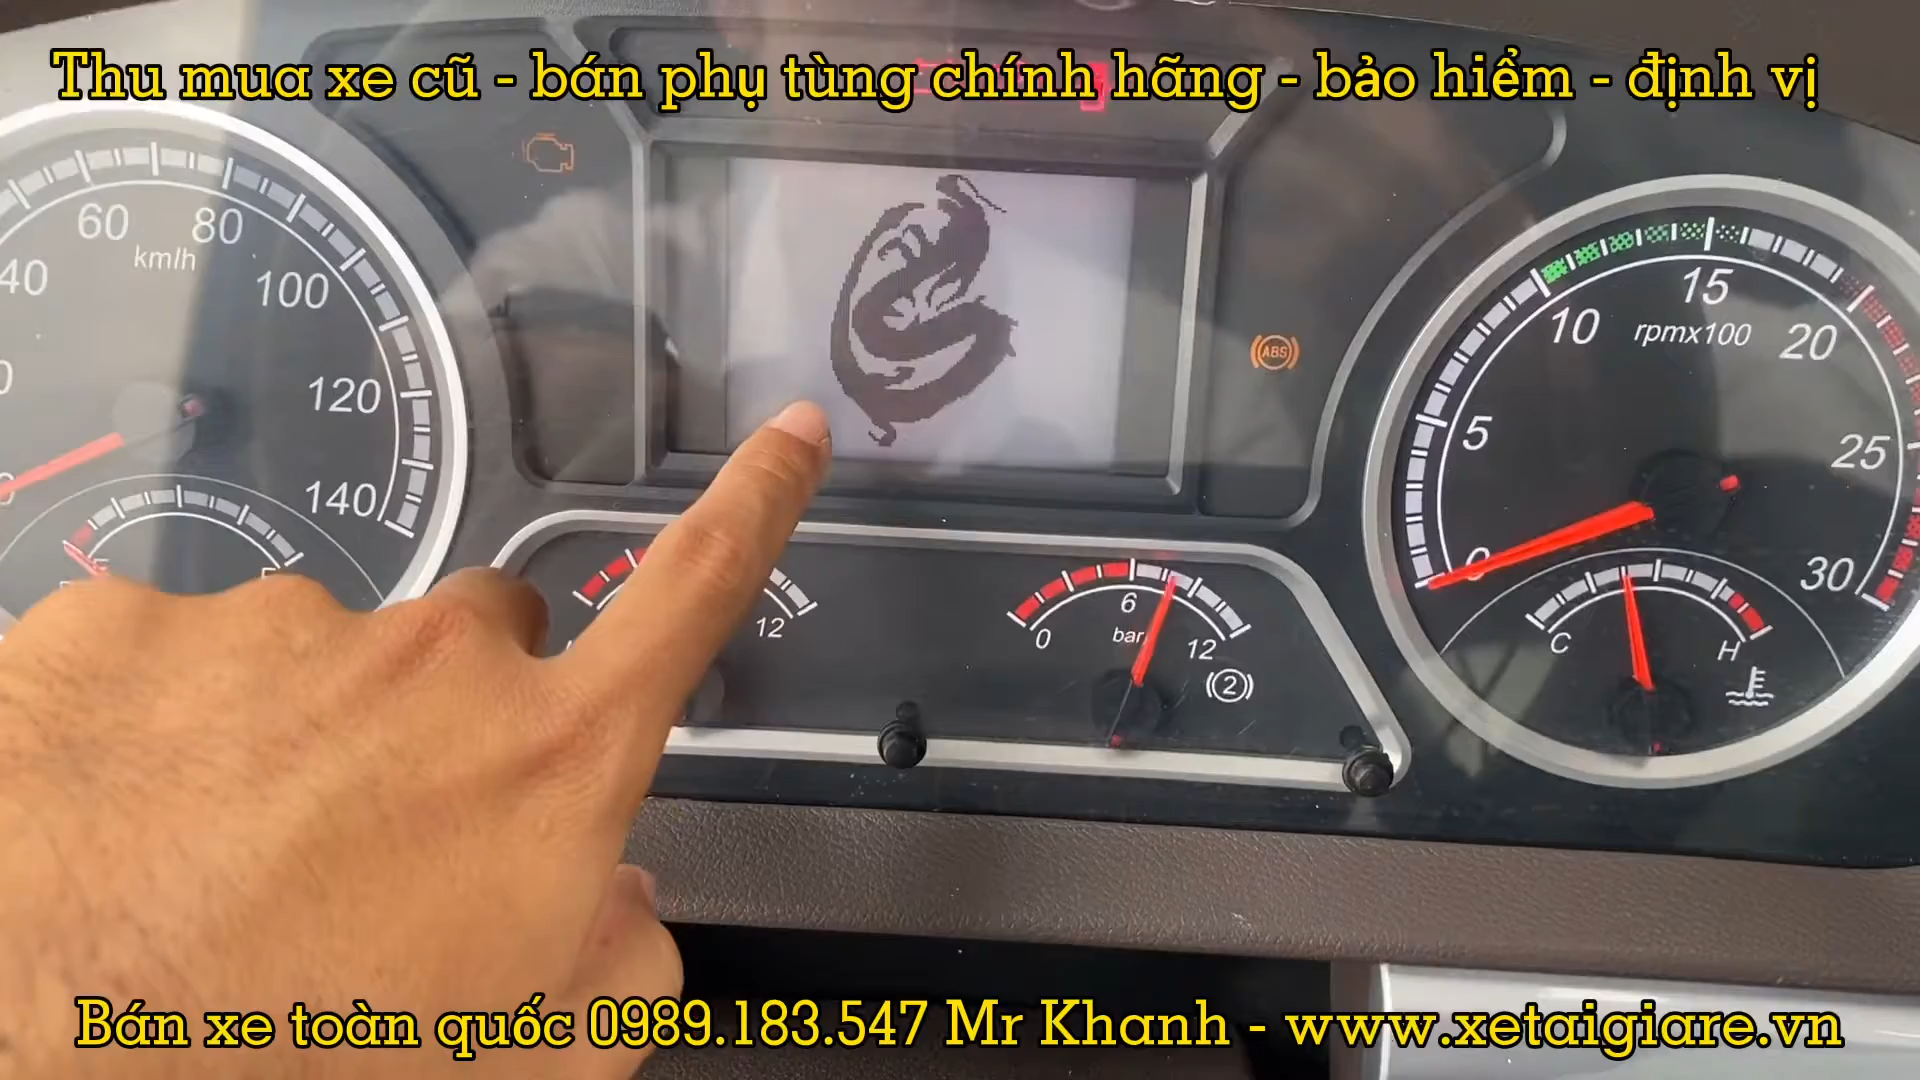 Thu mua xe cũ - bán phụ tùng chính hãng - bảo hiểm - định vị
40
60
80
100
120
140
km/h
ABS
0
5
10
15
20
25
30
rpmx100
12
0
6
12
bar
2
C
H
Bán xe toàn quốc 0989.183.547 Mr Khanh - www.xetaigiare.vn